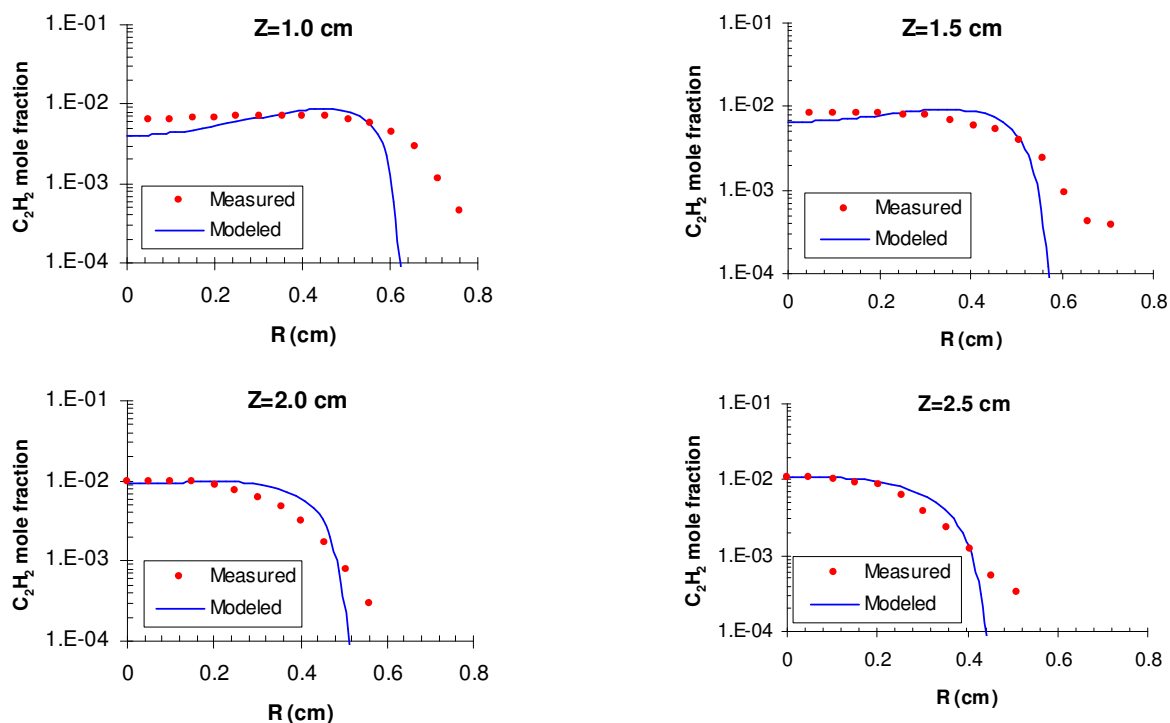 Z=1.0 cm
1.E-01
1.E-02
1.E-03
1.E-04
C₂H₂ mole fraction
Measured
Modeled
0 0.2 0.4 0.6 0.8
R (cm)
Z=1.5 cm
1.E-01
1.E-02
1.E-03
1.E-04
C₂H₂ mole fraction
Measured
Modeled
0 0.2 0.4 0.6 0.8
R (cm)
Z=2.0 cm
1.E-01
1.E-02
1.E-03
1.E-04
C₂H₂ mole fraction
Measured
Modeled
0 0.2 0.4 0.6 0.8
R (cm)
Z=2.5 cm
1.E-01
1.E-02
1.E-03
1.E-04
C₂H₂ mole fraction
Measured
Modeled
0 0.2 0.4 0.6 0.8
R (cm)